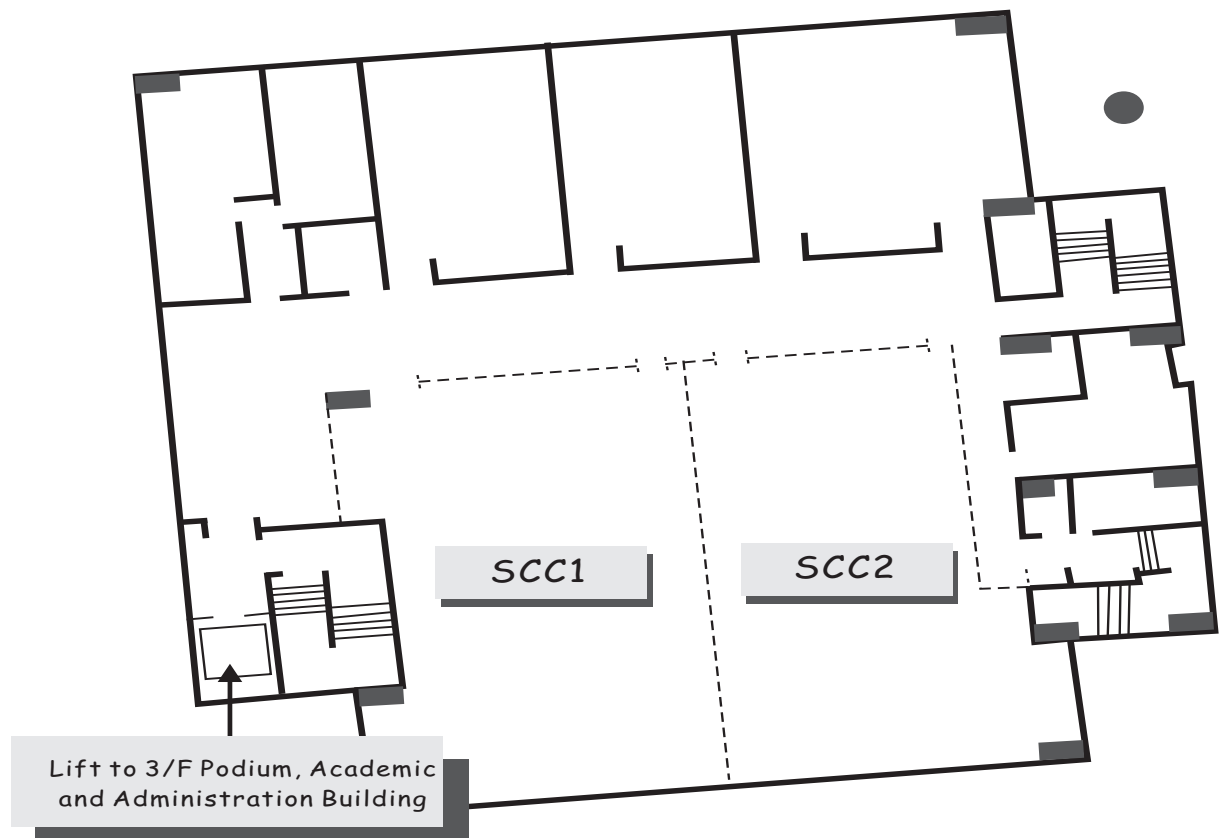 SCC1
SCC2
Lift to 3/F Podium, Academic
and Administration Building